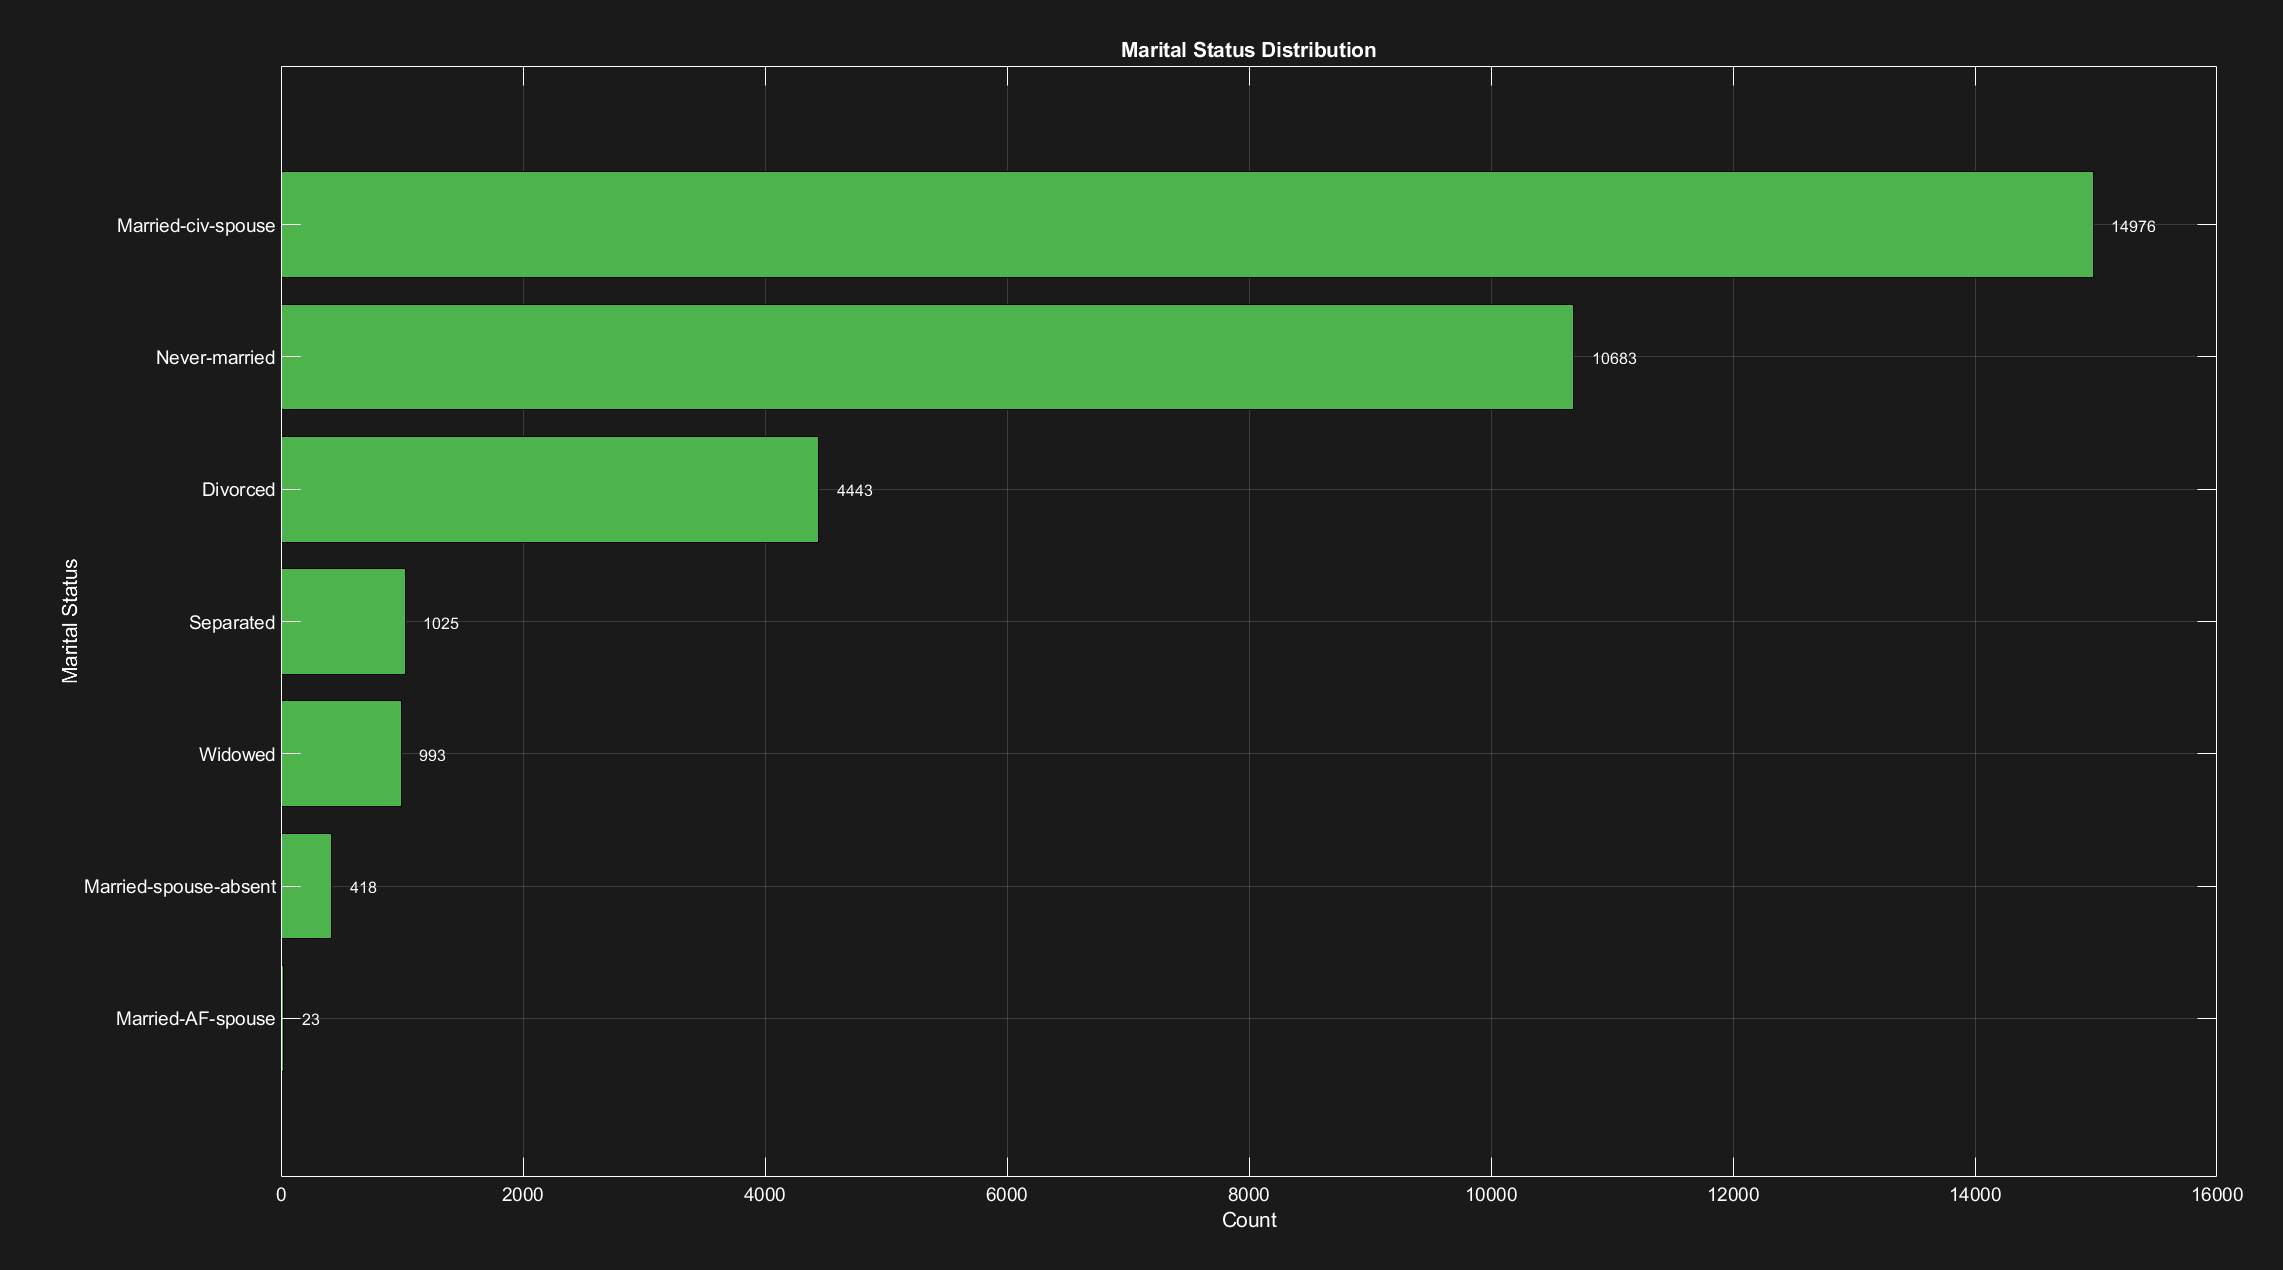 Marital Status Distribution
Married-civ-spouse
14976
Never-married
10683
Divorced
4443
Separated
1025
Widowed
993
Married-spouse-absent
418
Married-AF-spouse
23
Marital Status
0 2000 4000 6000 8000 10000 12000 14000 16000
Count